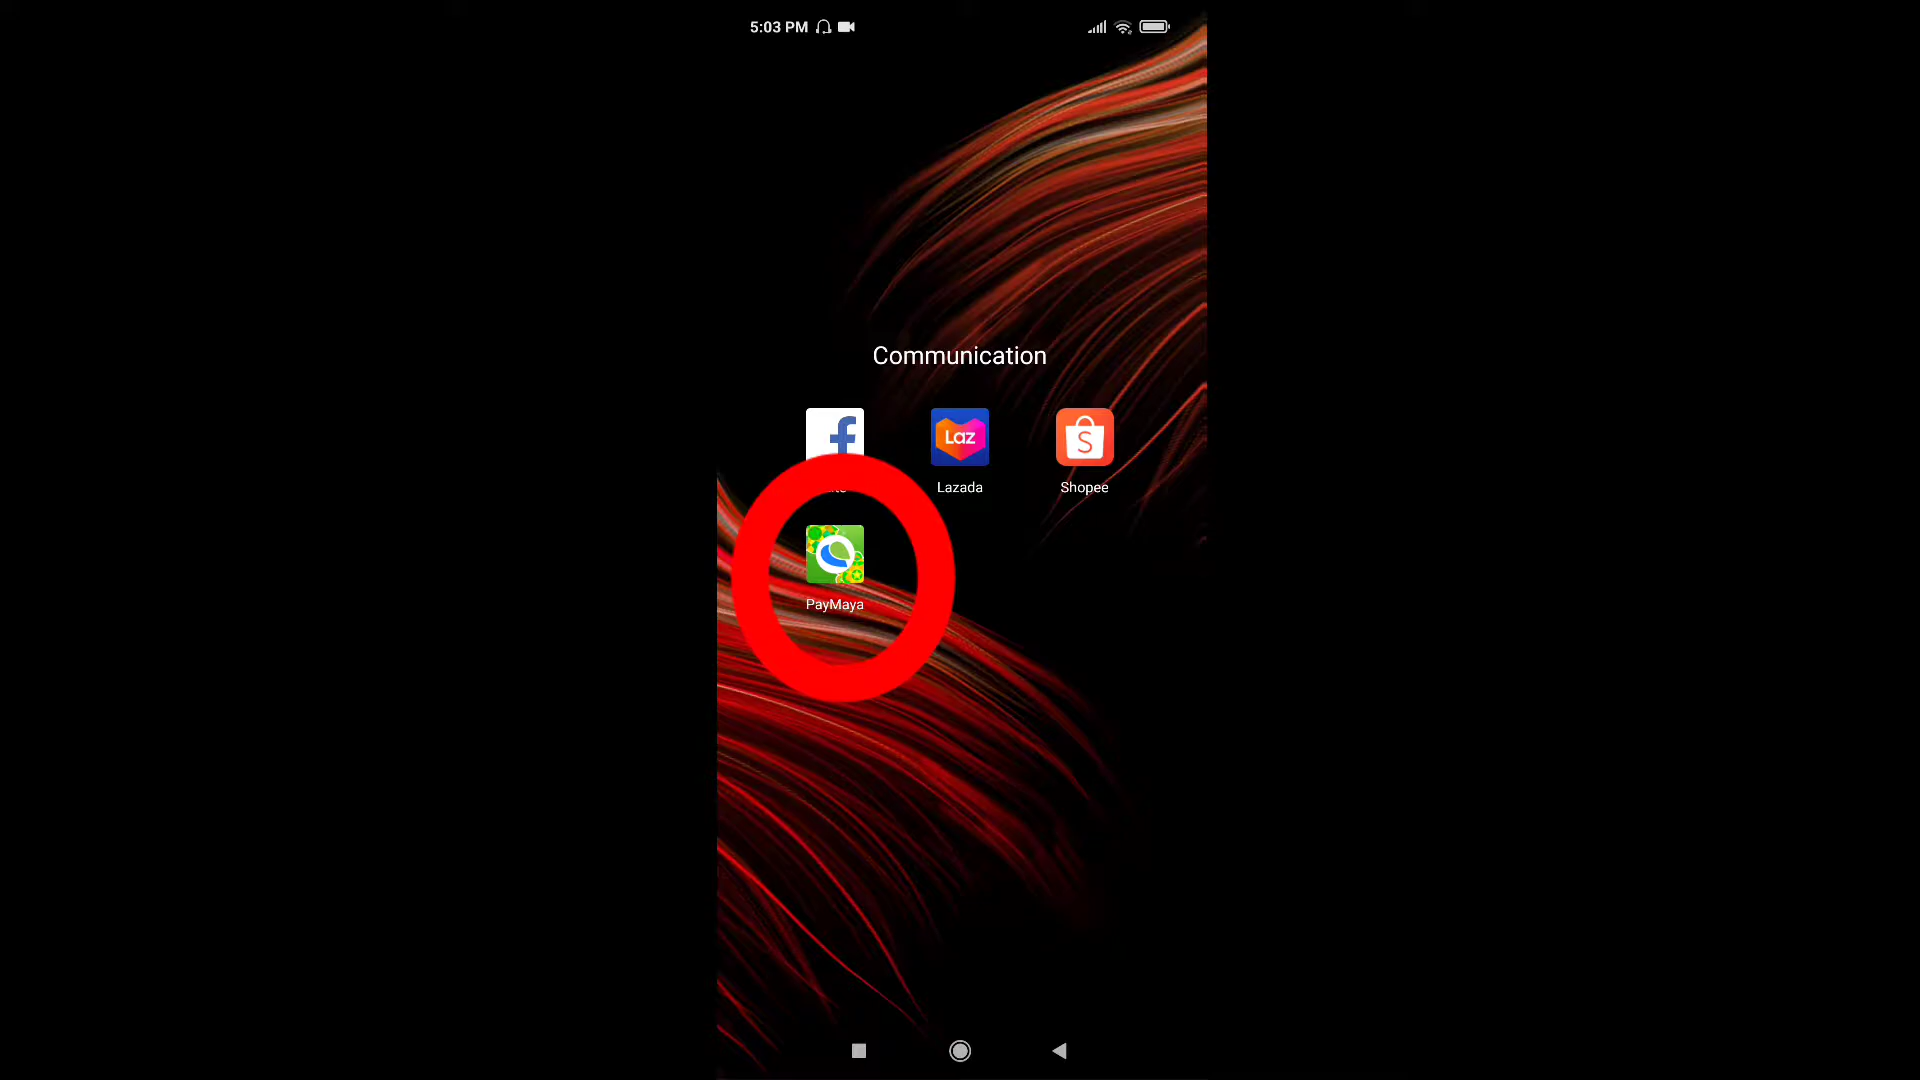 5:03 PM
Communication
Laz
S
Lazada
Shopee
PayMaya